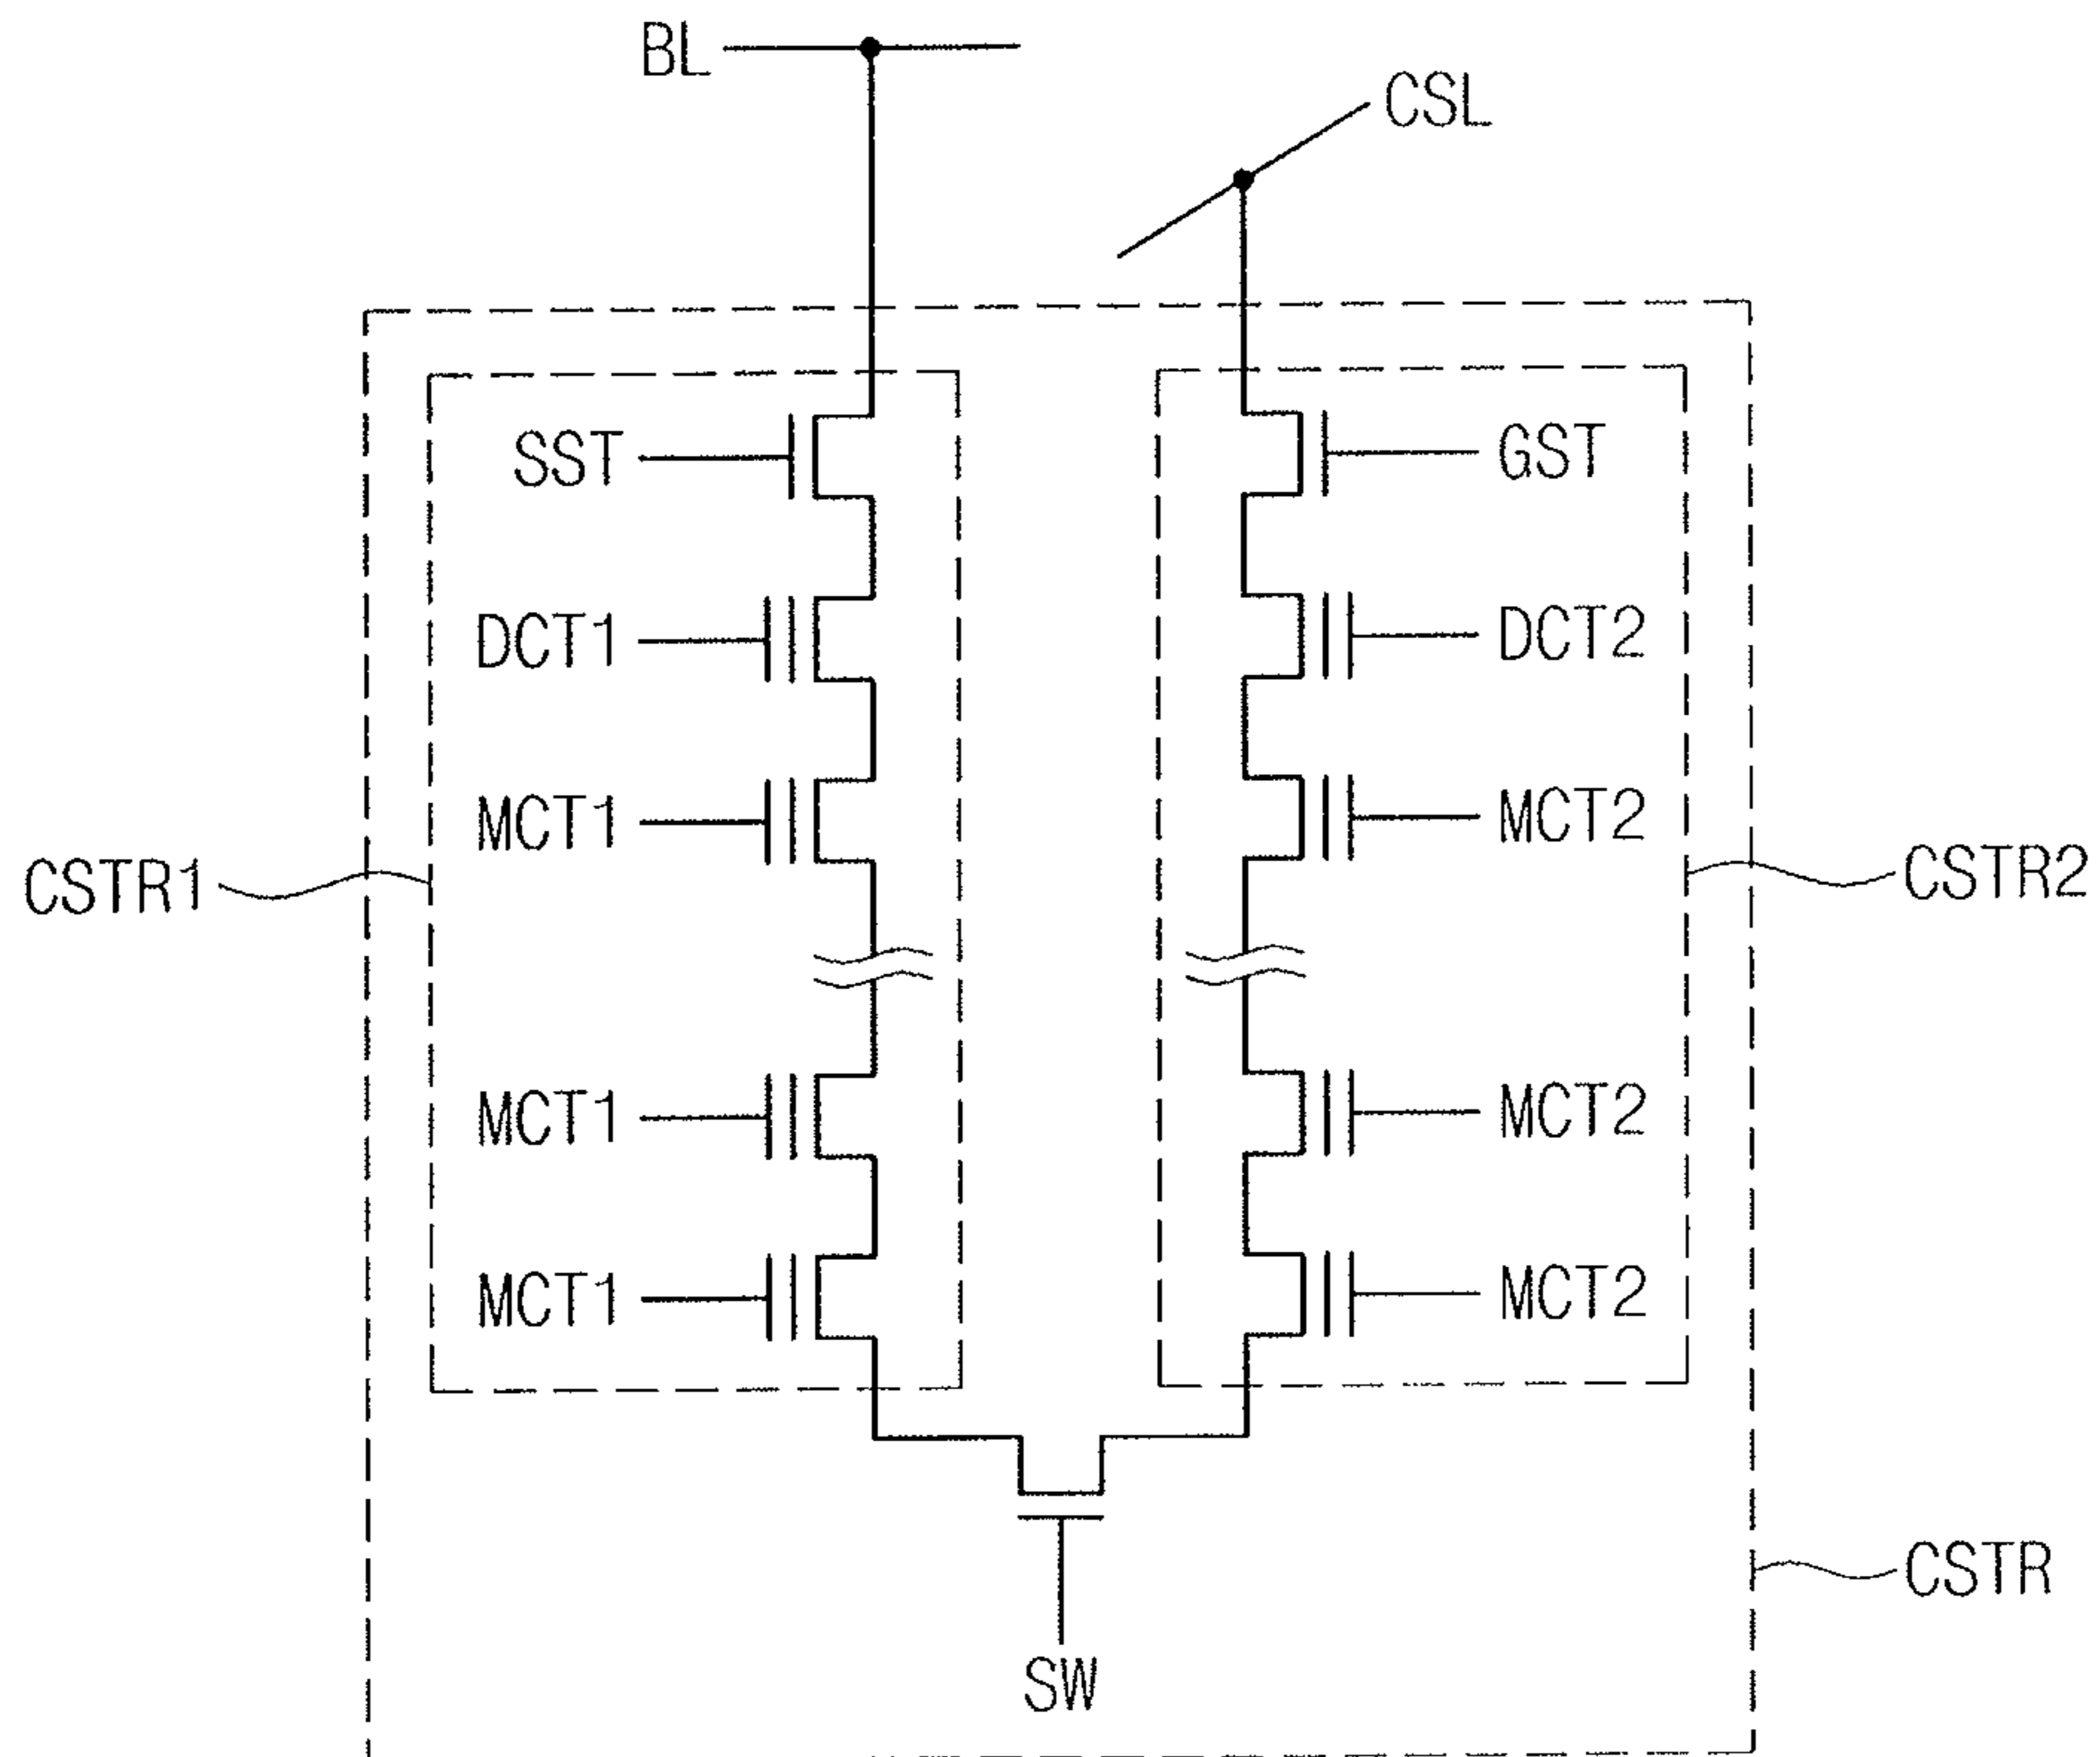 BL
CSL
SST
GST
DCT1
DCT2
MCT1
MCT2
CSTR1
CSTR2
MCT1
MCT2
MCT1
MCT2
CSTR
SW